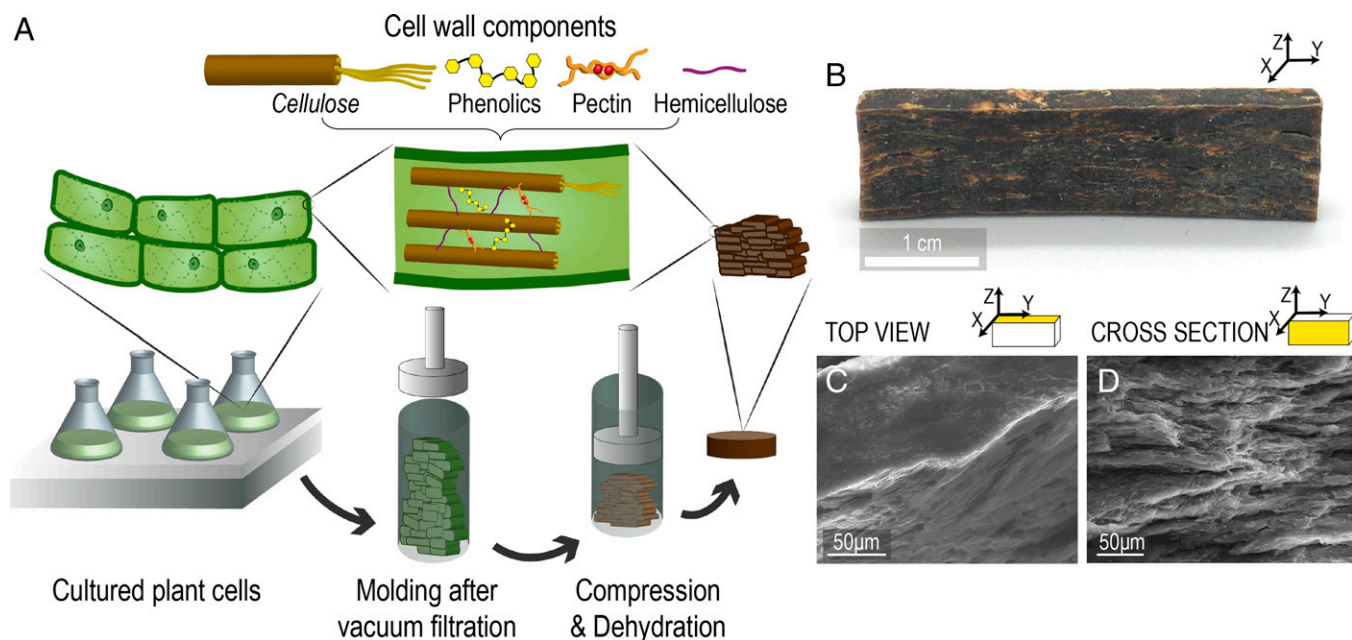 A
Cell wall components
Cellulose
Phenolics
Pectin
Hemicellulose
Cultured plant cells
Molding after
vacuum filtration
Compression
& Dehydration
B
Z
Y
X
1 cm
TOP VIEW
Z
Y
X
CROSS SECTION
Z
Y
X
C
50µm
D
50µm